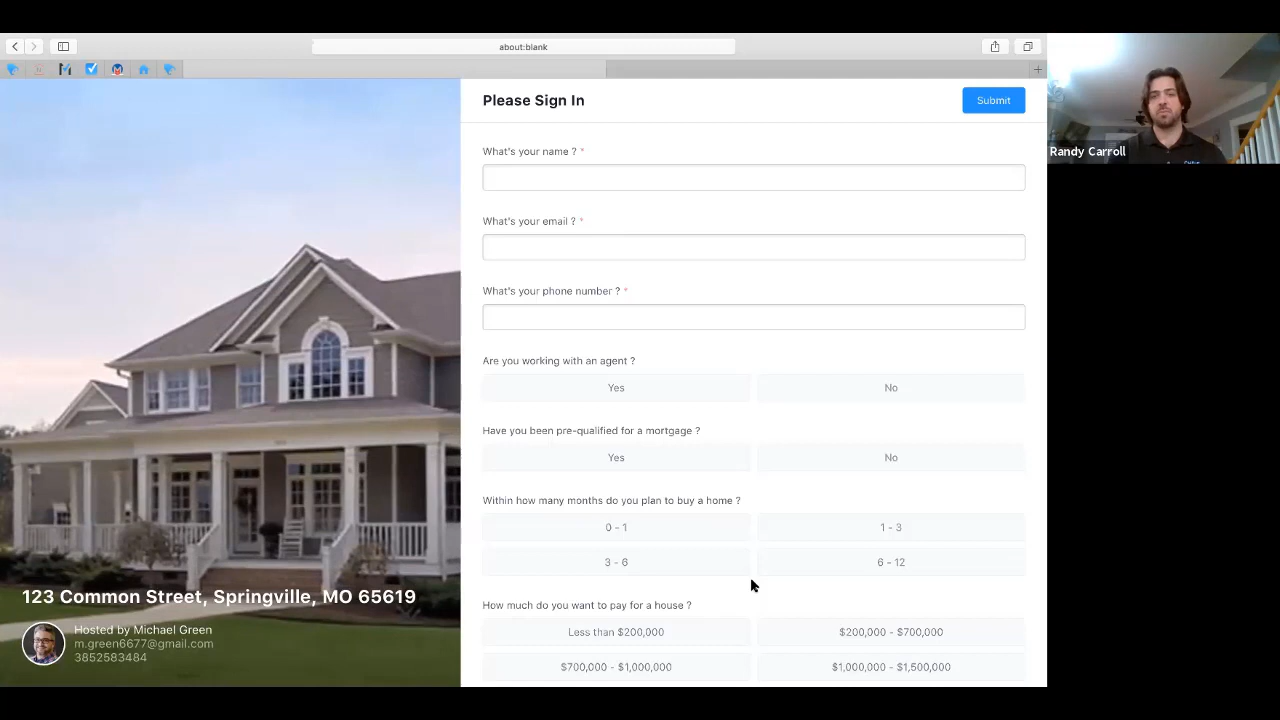 about:blank
Please Sign In
Submit
What's your name ? *
What's your email ? *
What's your phone number ? *
Are you working with an agent ?
Yes
No
Have you been pre-qualified for a mortgage ?
Yes
No
Within how many months do you plan to buy a home ?
0 - 1
1 - 3
3 - 6
6 - 12
How much do you want to pay for a house ?
Less than $200,000
$200,000 - $700,000
$700,000 - $1,000,000
$1,000,000 - $1,500,000
123 Common Street, Springville, MO 65619
Hosted by Michael Green
m.green6677@gmail.com
3852583484
Randy Carroll